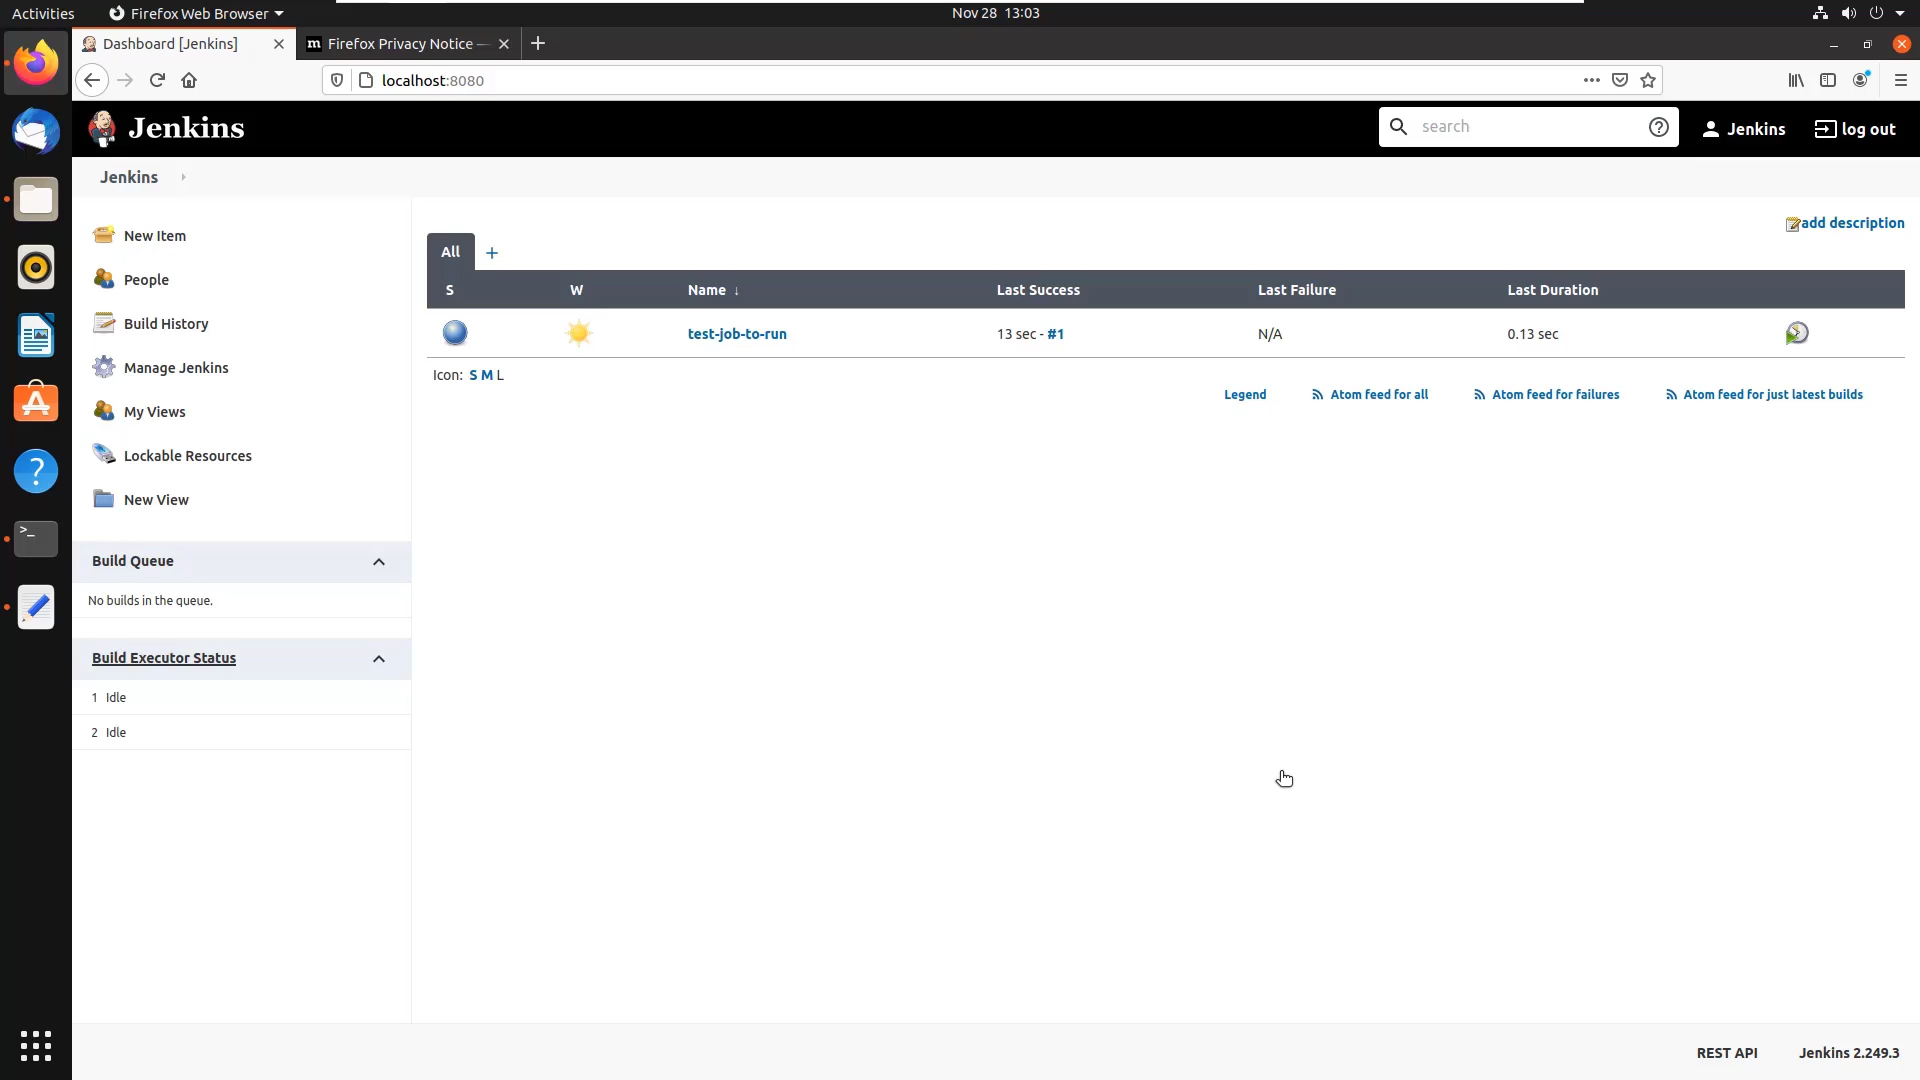 Activities
Firefox Web Browser
Nov 28 13:03
Dashboard [Jenkins]
Firefox Privacy Notice —
localhost:8080
Jenkins
search
Jenkins
log out
Jenkins
New Item
People
Build History
Manage Jenkins
My Views
Lockable Resources
New View
Build Queue
No builds in the queue.
Build Executor Status
1 Idle
2 Idle
add description
All +
S W Name ↓ Last Success Last Failure Last Duration
test-job-to-run 13 sec - #1 N/A 0.13 sec
Icon: S M L
Legend Atom feed for all Atom feed for failures Atom feed for just latest builds
REST API Jenkins 2.249.3